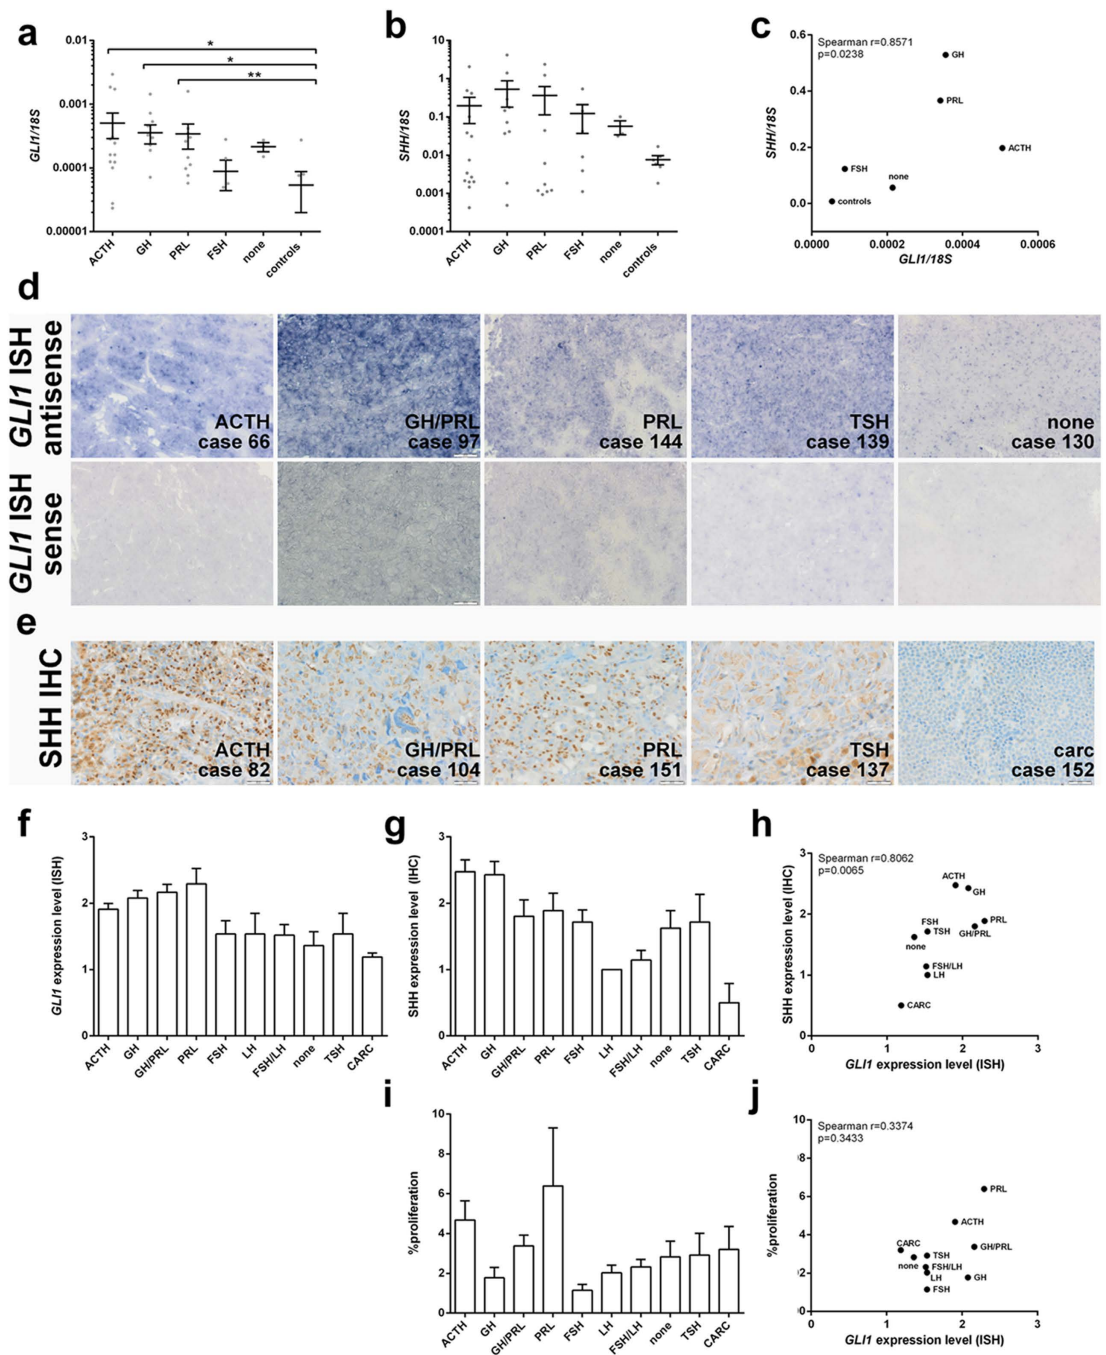 a
0.01
0.001
0.0001
0.00001
GLI1/18S
*
*
**
ACTH
GH
PRL
FSH
none
controls
b
10
1
0.1
0.01
0.001
0.0001
SHH/18S
ACTH
GH
PRL
FSH
none
controls
c
Spearman r=0.8571
p=0.0238
0.6
0.4
0.2
0.0
SHH/18S
GH
PRL
ACTH
FSH
none
controls
0.0000
0.0002
0.0004
0.0006
GLI1/18S
d
GLI1 ISH
antisense
ACTH
case 66
GH/PRL
case 97
PRL
case 144
TSH
case 139
none
case 130
GLI1 ISH
sense
e
SHH IHC
ACTH
case 82
GH/PRL
case 104
PRL
case 151
TSH
case 137
carc
case 152
f
3
2
1
0
GLI1 expression level (ISH)
ACTH
GH
GH/PRL
PRL
FSH
LH
FSH/LH
none
TSH
CARC
g
3
2
1
0
SHH expression level (IHC)
ACTH
GH
GH/PRL
PRL
FSH
LH
FSH/LH
none
TSH
CARC
h
Spearman r=0.8062
p=0.0065
3
2
1
0
SHH expression level (IHC)
ACTH
GH
FSH
PRL
TSH
GH/PRL
none
FSH/LH
LH
CARC
0
1
2
3
GLI1 expression level (ISH)
i
10
8
6
4
2
0
%proliferation
ACTH
GH
GH/PRL
PRL
FSH
LH
FSH/LH
none
TSH
CARC
j
Spearman r=0.3374
p=0.3433
10
8
6
4
2
0
%proliferation
PRL
ACTH
CARC
GH/PRL
TSH
none
FSH/LH
LH
GH
FSH
0
1
2
3
GLI1 expression level (ISH)